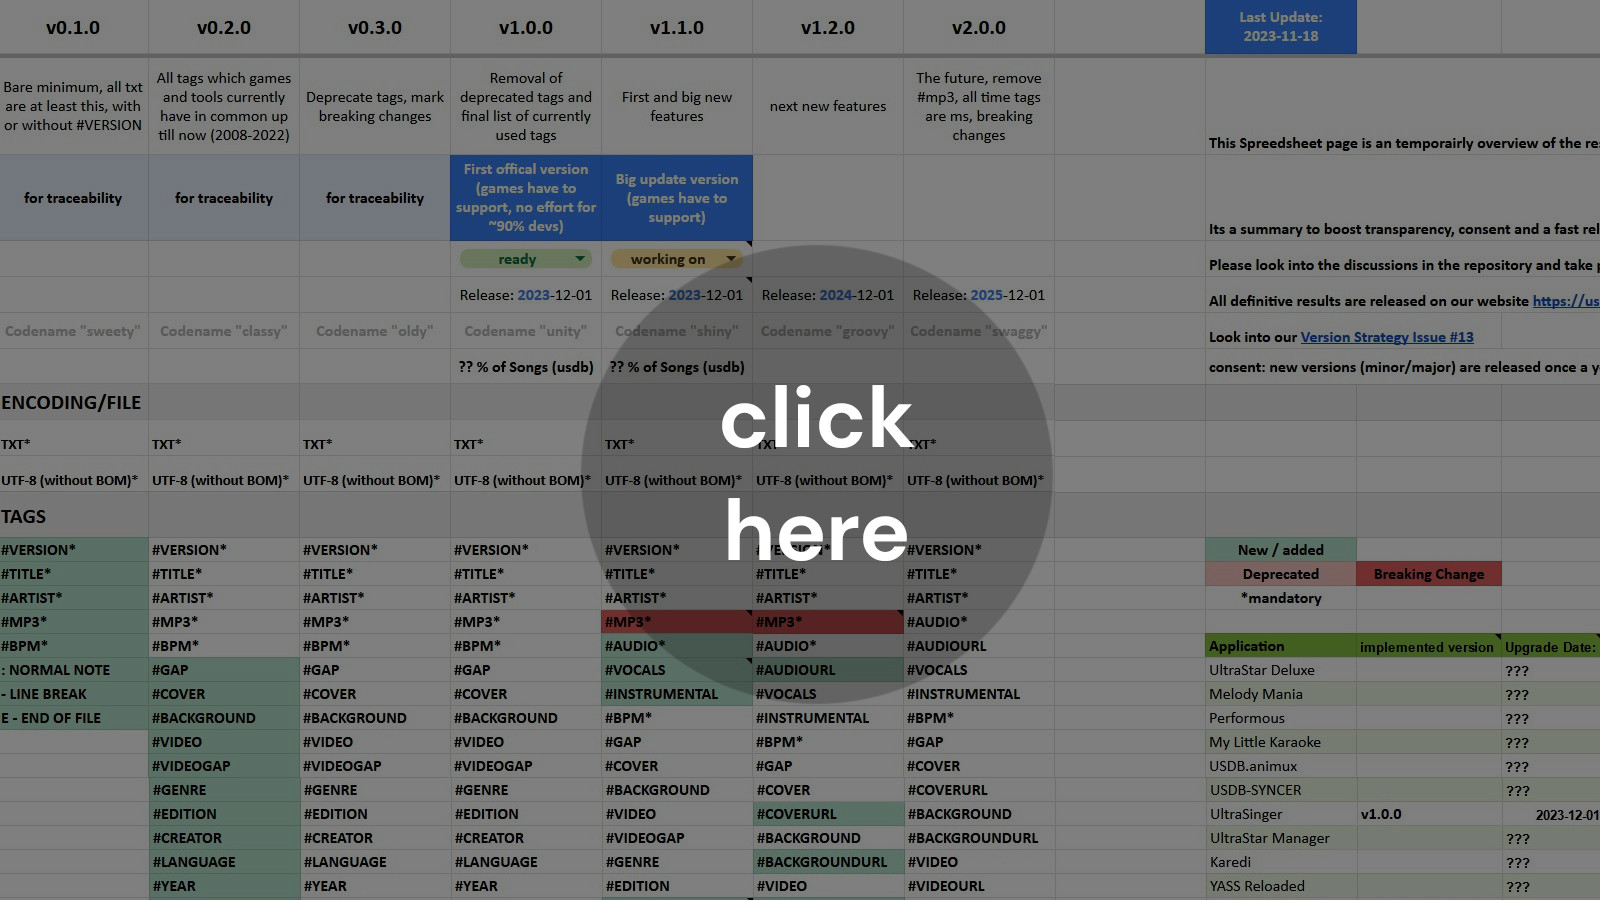 v0.1.0 v0.2.0 v0.3.0 v1.0.0 v1.1.0 v1.2.0 v2.0.0
Last Update:
2023-11-18
Bare minimum, all txt
are at least this, with
or without #VERSION
All tags which games
and tools currently
have in common up
till now (2008-2022)
Deprecate tags, mark
breaking changes
Removal of
deprecated tags and
final list of currently
used tags
First and big new
features
next new features
The future, remove
#mp3, all time tags
are ms, breaking
changes
This Spreedsheet page is an temporairly overview of the
for traceability for traceability for traceability
First offical version
(games have to
support, no effort for
~90% devs)
Big update version
(games have to
support)
Its a summary to boost transparency, consent and a fast
ready working on
Please look into the discussions in the repository and take
Release: 2023-12-01 Release: 2023-12-01 Release: 2024-12-01 Release: 2025-12-01
All definitive results are released on our website https://us
Codename "sweety" Codename "classy" Codename "oldy" Codename "unity" Codename "shiny" Codename "groovy" Codename "swaggy"
Look into our Version Strategy Issue #13
?? % of Songs (usdb) ?? % of Songs (usdb)
consent: new versions (minor/major) are released once a
click
here
ENCODING/FILE
TXT* TXT* TXT* TXT* TXT* TXT* TXT*
UTF-8 (without BOM)* UTF-8 (without BOM)* UTF-8 (without BOM)* UTF-8 (without BOM)* UTF-8 (without BOM)* UTF-8 (without BOM)* UTF-8 (without BOM)*
TAGS
#VERSION* #VERSION* #VERSION* #VERSION* #VERSION* #VERSION* #VERSION* New / added
#TITLE* #TITLE* #TITLE* #TITLE* #TITLE* #TITLE* #TITLE* Deprecated Breaking Change
#ARTIST* #ARTIST* #ARTIST* #ARTIST* #ARTIST* #ARTIST* #ARTIST* *mandatory
#MP3* #MP3* #MP3* #MP3* #MP3* #MP3* #AUDIO*
#BPM* #BPM* #BPM* #BPM* #AUDIO* #AUDIO* #AUDIOURL Application implemented version Upgrade Date:
: NORMAL NOTE #GAP #GAP #GAP #VOCALS #AUDIOURL #VOCALS UltraStar Deluxe ???
- LINE BREAK #COVER #COVER #COVER #INSTRUMENTAL #VOCALS #INSTRUMENTAL Melody Mania ???
E - END OF FILE #BACKGROUND #BACKGROUND #BACKGROUND #BPM* #INSTRUMENTAL #BPM* Performous ???
#VIDEO #VIDEO #VIDEO #GAP #BPM* #GAP My Little Karaoke ???
#VIDEOGAP #VIDEOGAP #VIDEOGAP #COVER #GAP #COVER USDB.animux ???
#GENRE #GENRE #GENRE #BACKGROUND #COVER #COVERURL USDB-SYNCER ???
#EDITION #EDITION #EDITION #VIDEO #COVERURL #BACKGROUND UltraSinger v1.0.0 2023-12-01
#CREATOR #CREATOR #CREATOR #VIDEOGAP #BACKGROUND #BACKGROUNDURL UltraStar Manager ???
#LANGUAGE #LANGUAGE #LANGUAGE #GENRE #BACKGROUNDURL #VIDEO Karedi ???
#YEAR #YEAR #YEAR #EDITION #VIDEO #VIDEOURL YASS Reloaded ???